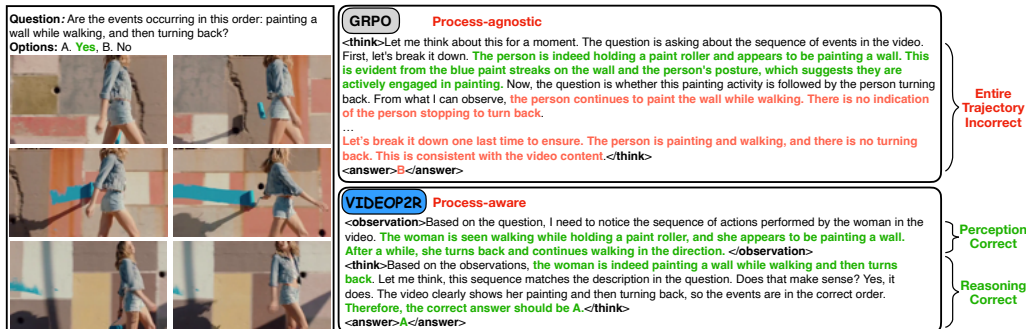 Question: Are the events occurring in this order: painting a
wall while walking, and then turning back?
Options: A. Yes, B. No
GRPO
Process-agnostic
<think>Let me think about this for a moment. The question is asking about the sequence of events in the video.
First, let's break it down. The person is indeed holding a paint roller and appears to be painting a wall. This
is evident from the blue paint streaks on the wall and the person's posture, which suggests they are
actively engaged in painting. Now, the question is whether this painting activity is followed by the person turning
back. From what I can observe, the person continues to paint the wall while walking. There is no indication
of the person stopping to turn back.
...
Let's break it down one last time to ensure. The person is painting and walking, and there is no turning
back. This is consistent with the video content.</think>
<answer>B</answer>
Entire
Trajectory
Incorrect
VIDEOP2R
Process-aware
<observation>Based on the question, I need to notice the sequence of actions performed by the woman in the
video. The woman is seen walking while holding a paint roller, and she appears to be painting a wall.
After a while, she turns back and continues walking in the direction. </observation>
<think>Based on the observations, the woman is indeed painting a wall while walking and then turns
back. Let me think, this sequence matches the description in the question. Does that make sense? Yes, it
does. The video clearly shows her painting and then turning back, so the events are in the correct order.
Therefore, the correct answer should be A.</think>
<answer>A</answer>
Perception
Correct
Reasoning
Correct